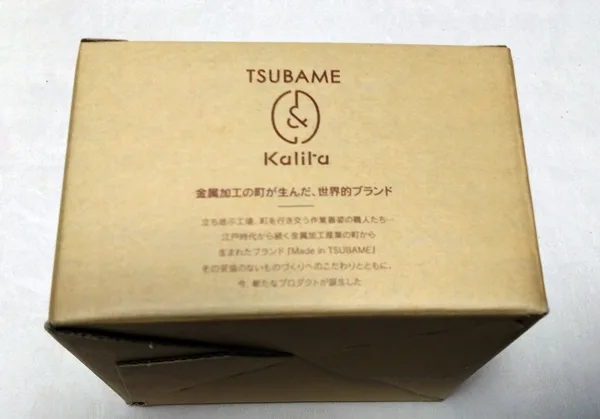 TSUBAME
&
Kalita
金属加工の町が生んだ、世界的ブランド
立ち並ぶ工場、町を行き交う作業着姿の職人たち…
江戸時代から続く金属加工産業の町から
生まれたブランド『Made in TSUBAME』
その妥協のないものづくりへのこだわりとともに、
今、新たなプロダクトが誕生した